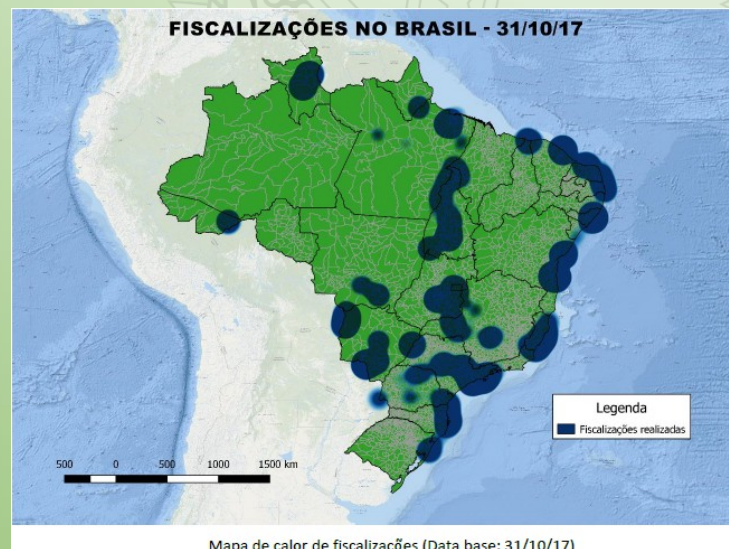 FISCALIZAÇÕES NO BRASIL - 31/10/17
Legenda
Fiscalizações realizadas
500 0 500 1000 1500 km
Mapa de calor de fiscalizações (Data base: 31/10/17)